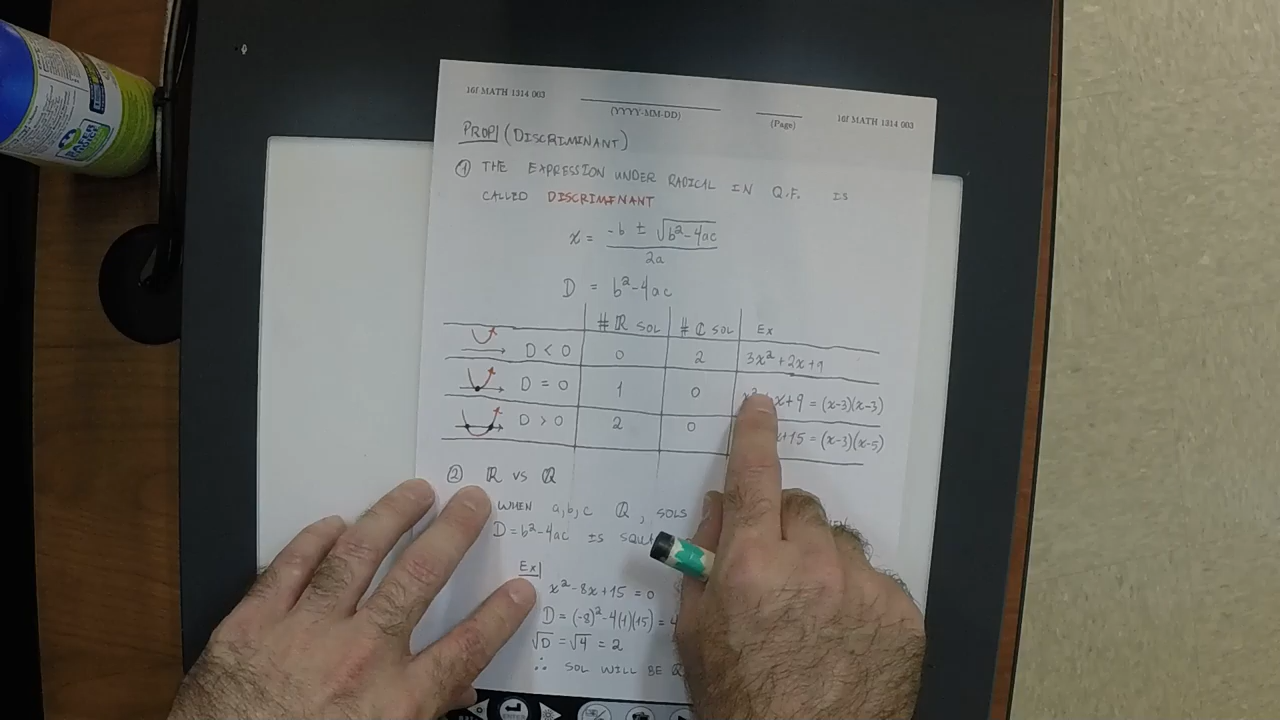 16f MATH 1314 003
(YYYY-MM-DD)
(Page)
16f MATH 1314 003
PROP (DISCRIMINANT)
① THE EXPRESSION UNDER RADICAL IN Q.F. IS
CALLED DISCRIMINANT
x = (-b ± √(b²-4ac)) / 2a
D = b²-4ac
# ℝ SOL # ℂ SOL Ex
D < 0 0 2 3x²+2x+9
D = 0 1 0 x+9 = (x-3)(x-3)
D > 0 2 0 x+15 = (x-3)(x-5)
② ℝ VS ℚ
WHEN a,b,c ℚ, SOLS
D = b²-4ac IS
Ex
x²-8x+15 = 0
D = (-8)²-4(1)(15) = 4
√D = √4 = 2
∴ SOL WILL BE ℚ